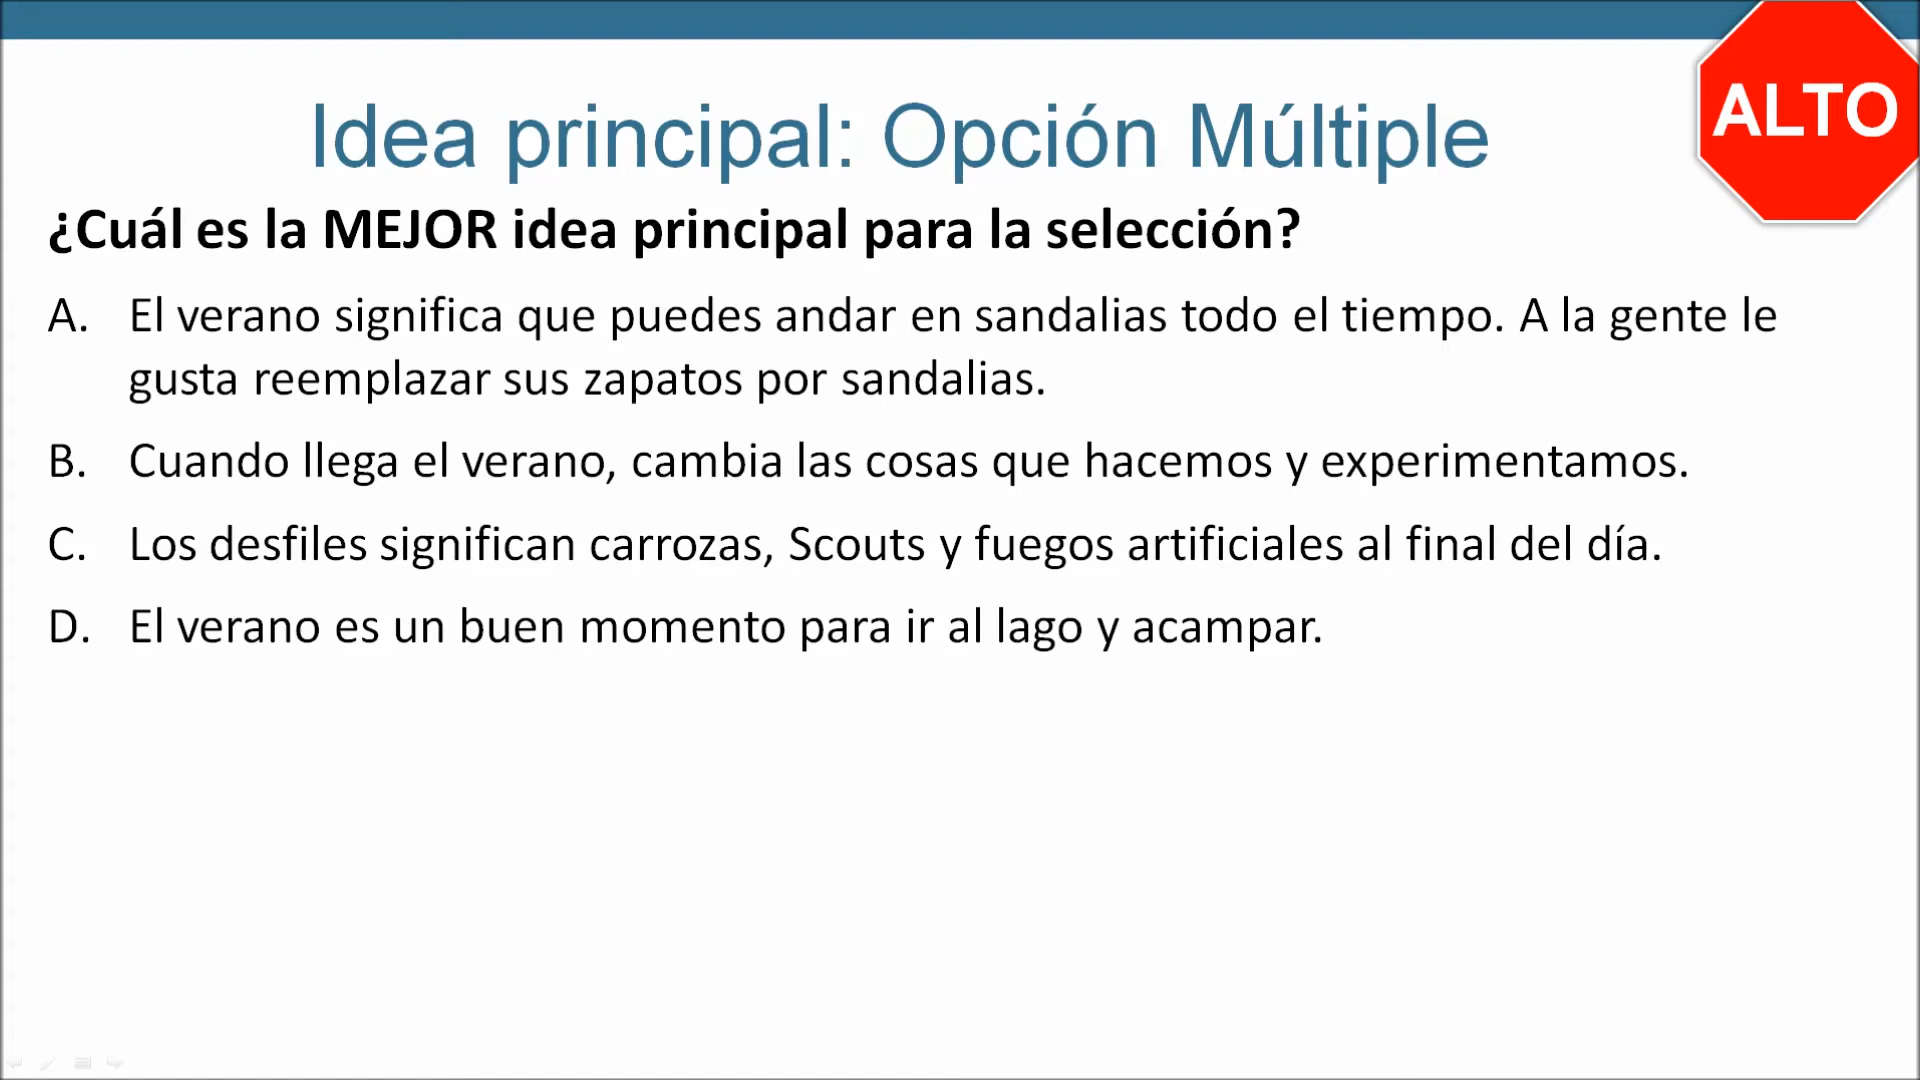 ALTO
Idea principal: Opción Múltiple
¿Cuál es la MEJOR idea principal para la selección?
A. El verano significa que puedes andar en sandalias todo el tiempo. A la gente le
gusta reemplazar sus zapatos por sandalias.
B. Cuando llega el verano, cambia las cosas que hacemos y experimentamos.
C. Los desfiles significan carrozas, Scouts y fuegos artificiales al final del día.
D. El verano es un buen momento para ir al lago y acampar.